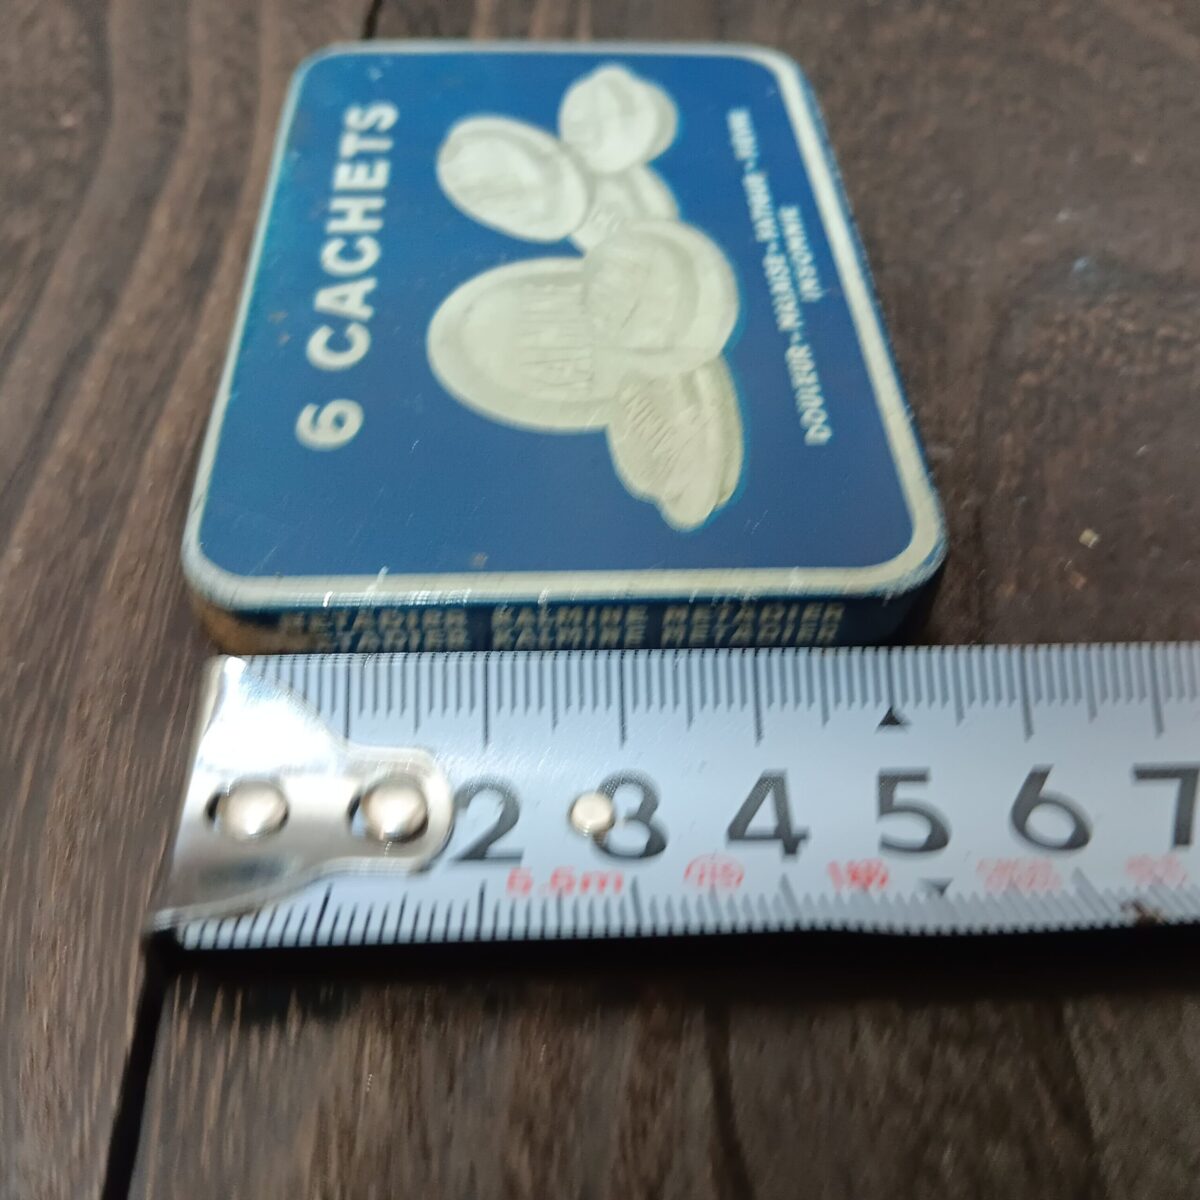 6 CACHETS
KALMINE
DOULEUR • MALAISE • FATIGUE • FIEVRE
INSOMNIE
METADIER KALMINE METADIER
METADIER KALMINE METADIER
2 3 4 5 6 7
5.5m